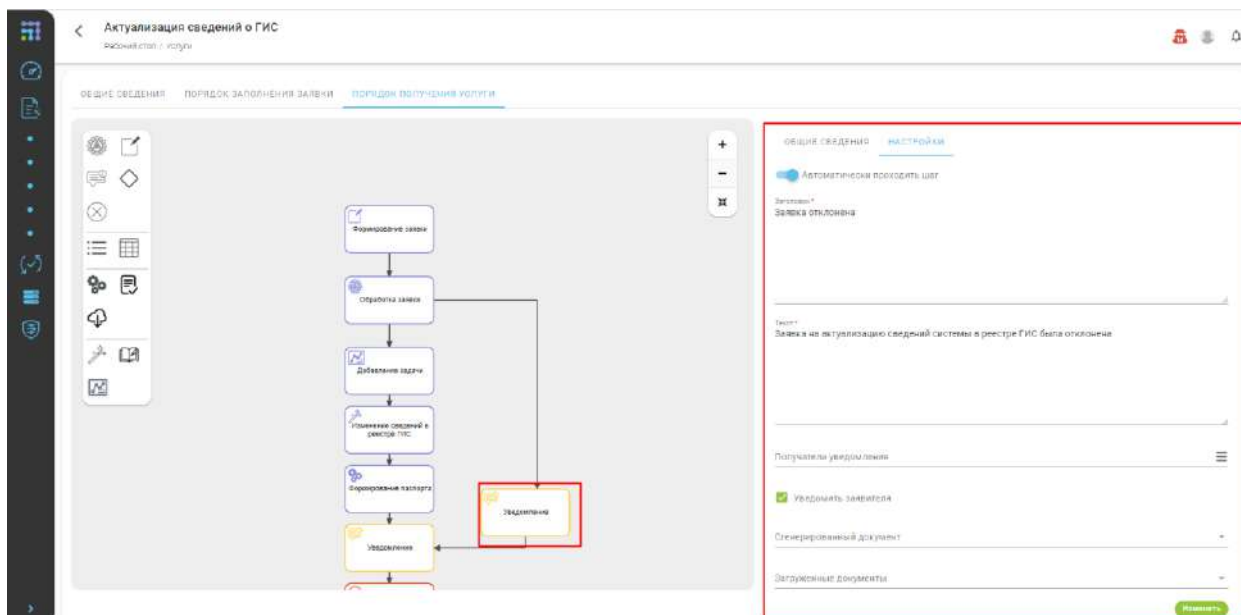 Актуализация сведений о ГИС
Рабочий стол / Услуги
ОБЩИЕ СВЕДЕНИЯ ПОРЯДОК ЗАПОЛНЕНИЯ ЗАЯВКИ ПОРЯДОК ПОЛУЧЕНИЯ УСЛУГИ
ОБЩИЕ СВЕДЕНИЯ НАСТРОЙКИ
Автоматически проходить шаг
Заголовок *
Заявка отклонена
Текст *
Заявка на актуализацию сведений системы в реестре ГИС была отклонена
Получатели уведомления
Уведомить заявителя
Сгенерированный документ
Загруженные документы
Изменить
Формирование заявки
Обработка заявки
Добавление задачи
Изменение сведений в
реестре ГИС
Формирование паспорта
Уведомление
Уведомление